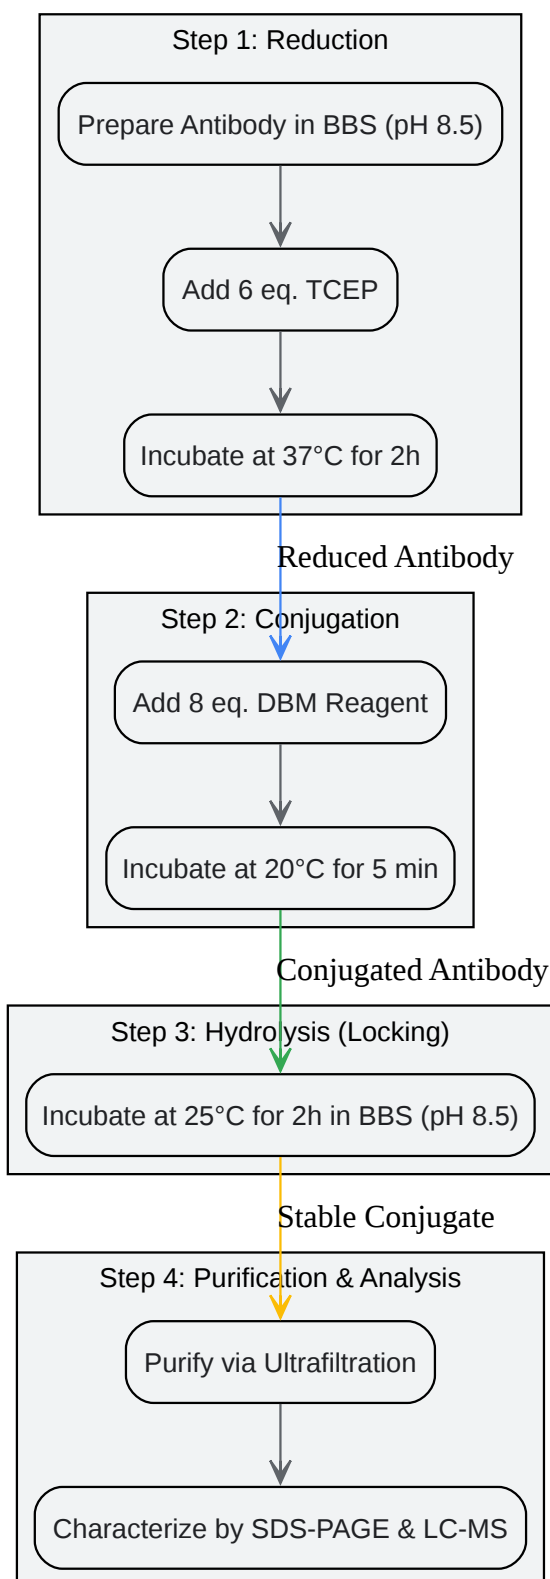 Step 1: Reduction
Prepare Antibody in BBS (pH 8.5)
Add 6 eq. TCEP
Incubate at 37°C for 2h
Reduced Antibody
Step 2: Conjugation
Add 8 eq. DBM Reagent
Incubate at 20°C for 5 min
Conjugated Antibody
Step 3: Hydrolysis (Locking)
Incubate at 25°C for 2h in BBS (pH 8.5)
Stable Conjugate
Step 4: Purification & Analysis
Purify via Ultrafiltration
Characterize by SDS-PAGE & LC-MS